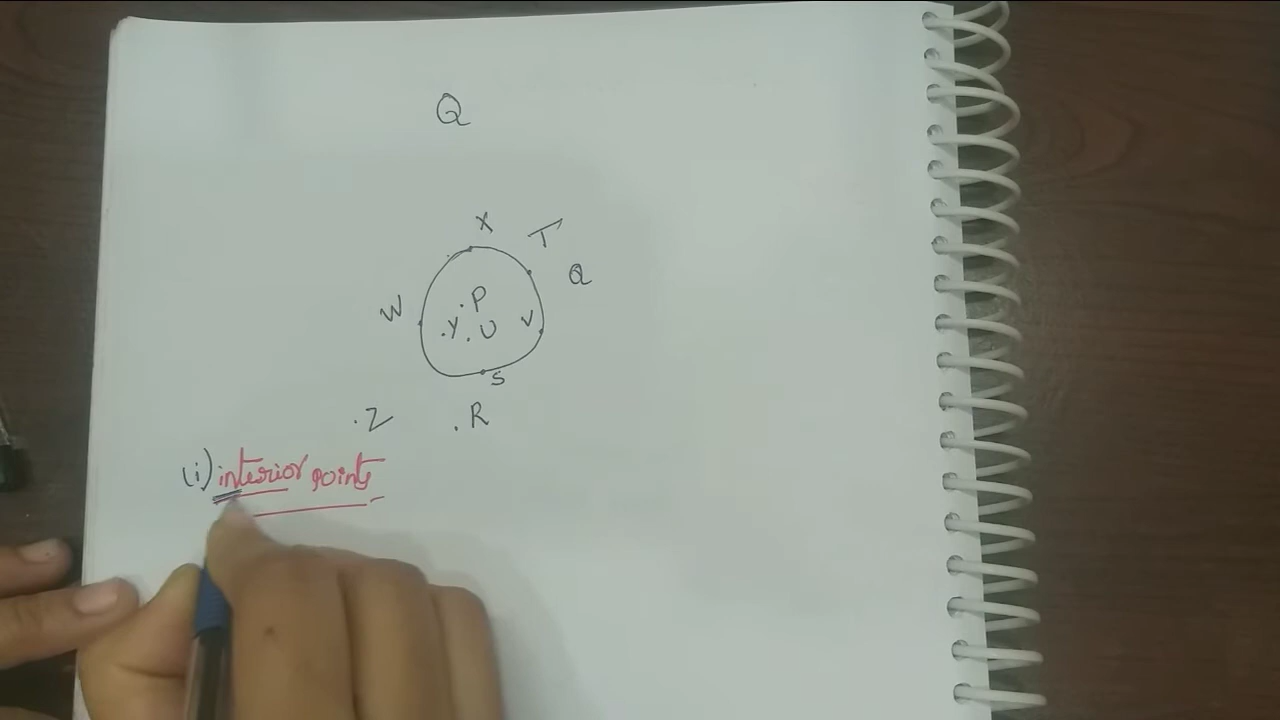 Q
X
T
Q
W
.P
.Y .U V
S
.Z .R
(i) interior points